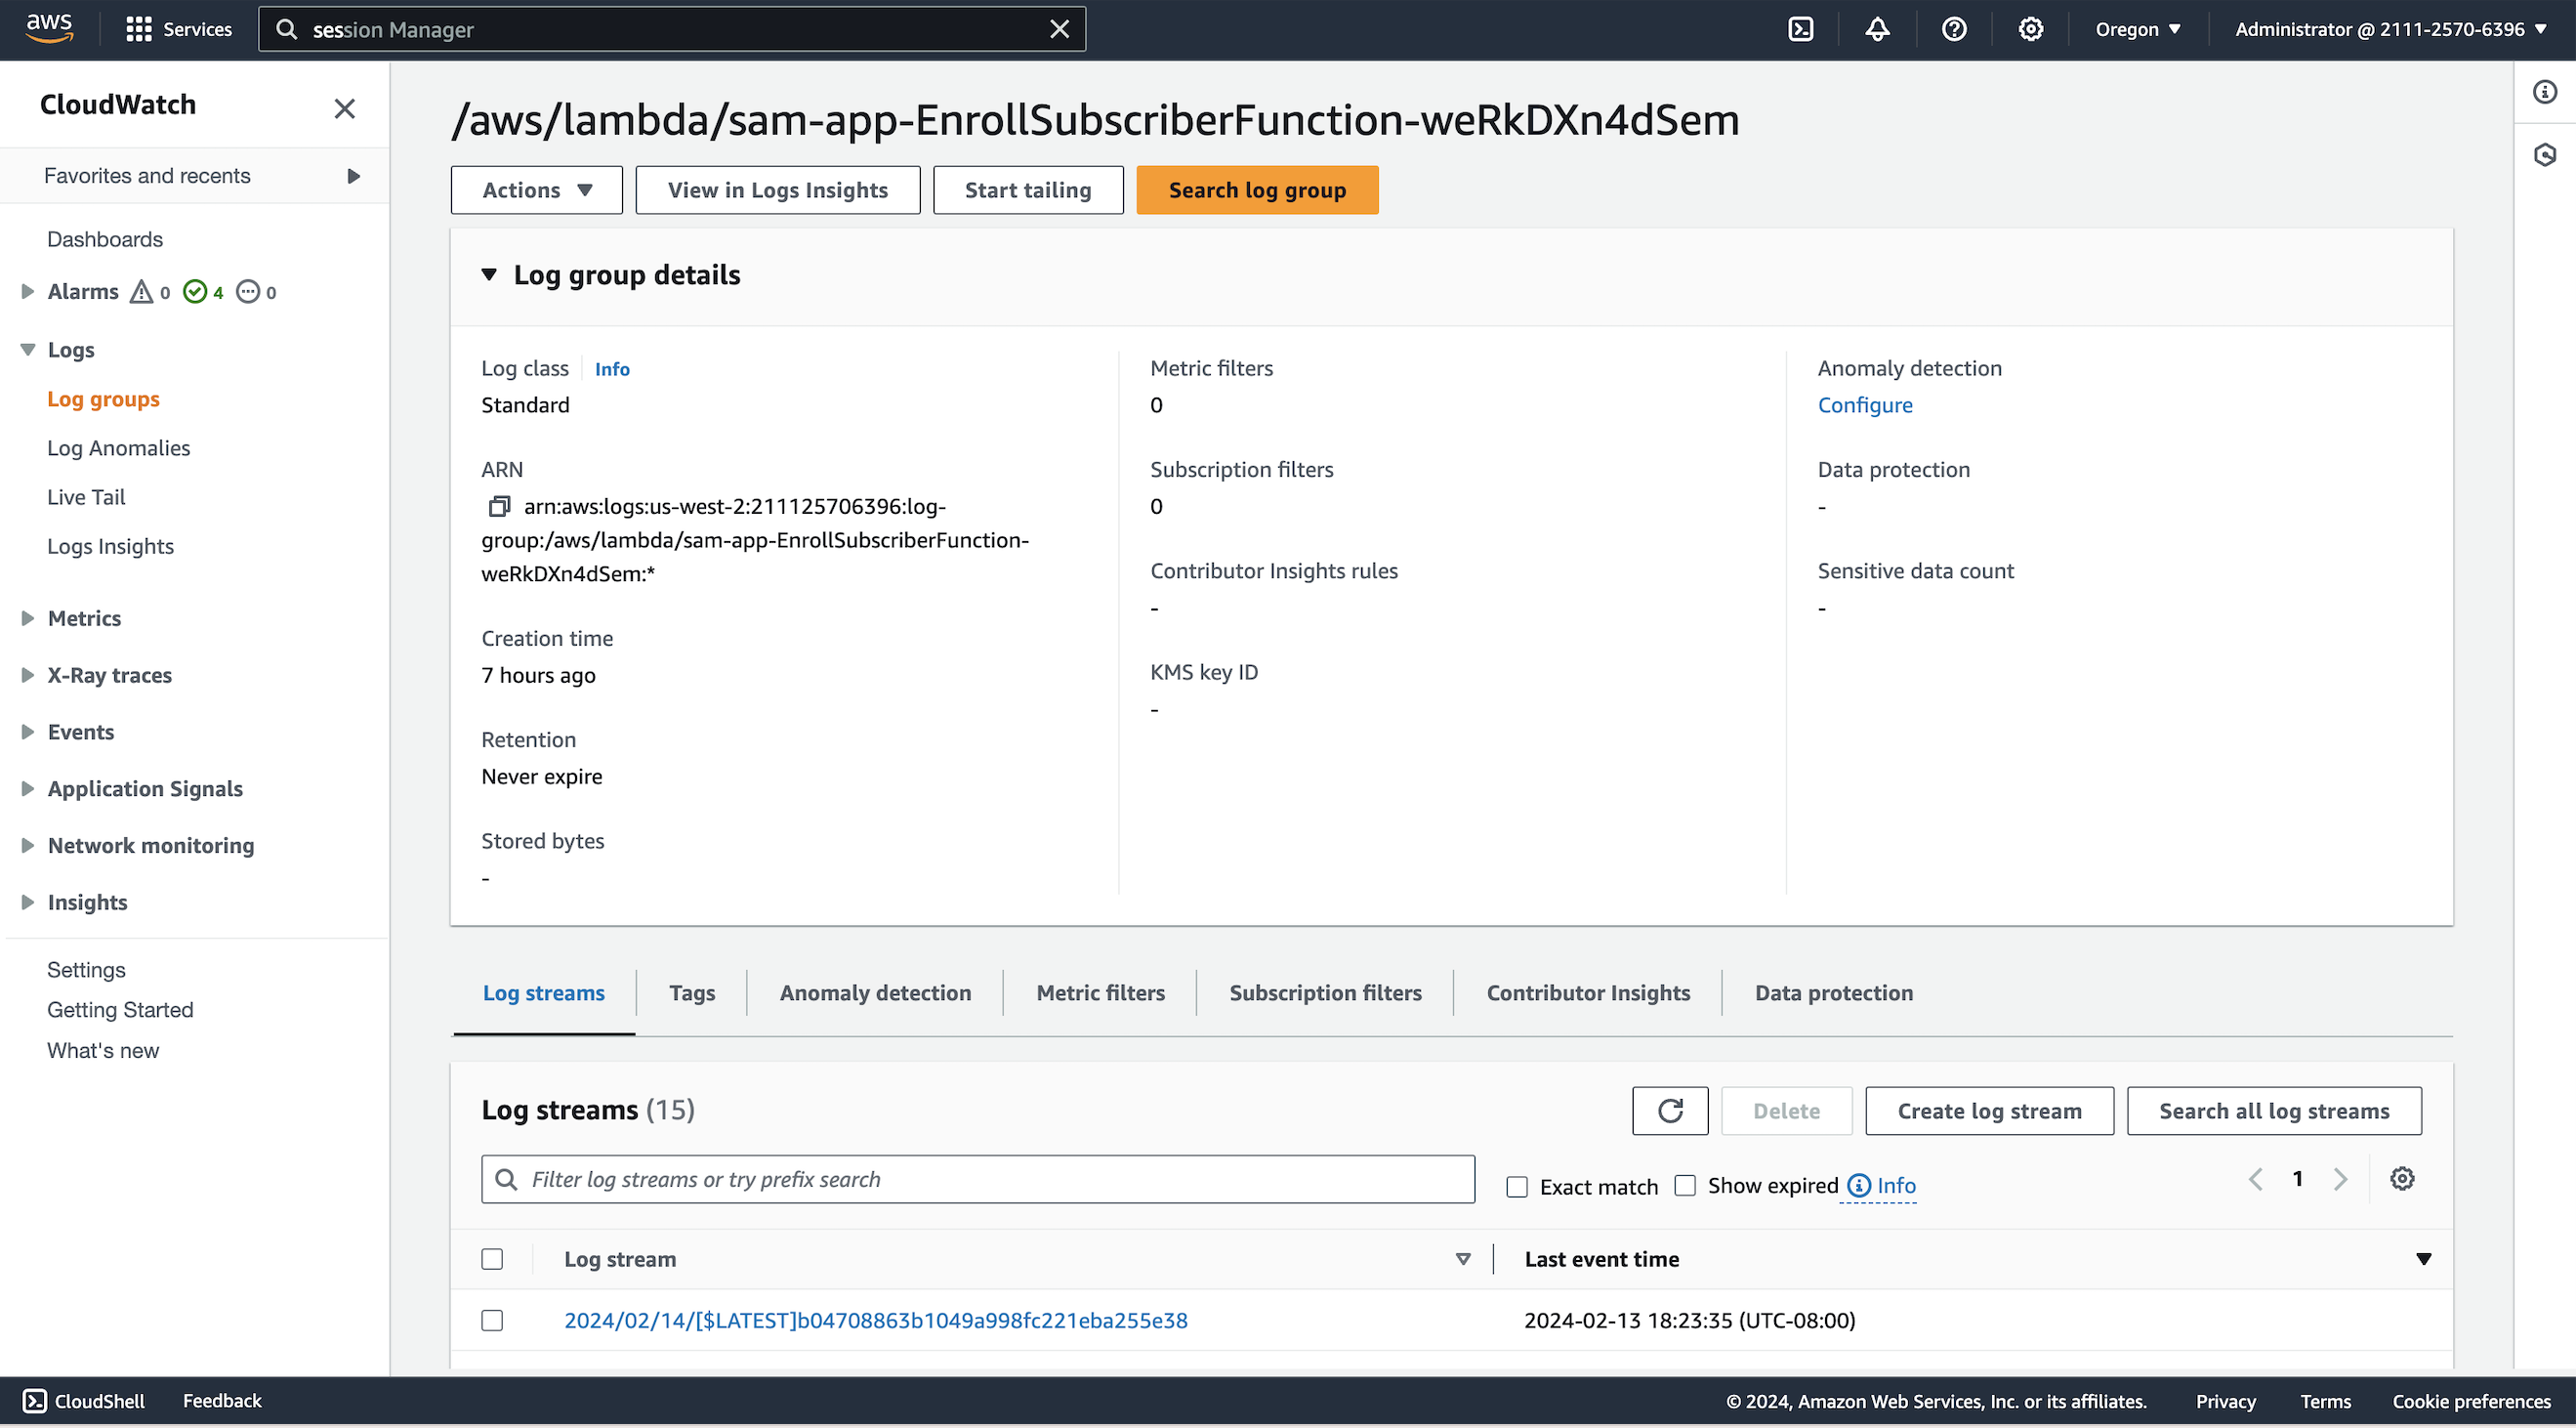 aws
Services
session Manager
Oregon ▼
Administrator @ 2111-2570-6396 ▼
CloudWatch
Favorites and recents
Dashboards
Alarms 0 4 0
Logs
Log groups
Log Anomalies
Live Tail
Logs Insights
Metrics
X-Ray traces
Events
Application Signals
Network monitoring
Insights
Settings
Getting Started
What's new
/aws/lambda/sam-app-EnrollSubscriberFunction-weRkDXn4dSem
Actions ▼
View in Logs Insights
Start tailing
Search log group
Log group details
Log class
Info
Standard
ARN
arn:aws:logs:us-west-2:211125706396:log-
group:/aws/lambda/sam-app-EnrollSubscriberFunction-
weRkDXn4dSem:*
Creation time
7 hours ago
Retention
Never expire
Stored bytes
-
Metric filters
0
Subscription filters
0
Contributor Insights rules
-
KMS key ID
-
Anomaly detection
Configure
Data protection
-
Sensitive data count
-
Log streams
Tags
Anomaly detection
Metric filters
Subscription filters
Contributor Insights
Data protection
Log streams (15)
Delete
Create log stream
Search all log streams
Filter log streams or try prefix search
Exact match
Show expired
Info
1
Log stream
Last event time
2024/02/14/[$LATEST]b04708863b1049a998fc221eba255e38
2024-02-13 18:23:35 (UTC-08:00)
CloudShell
Feedback
© 2024, Amazon Web Services, Inc. or its affiliates.
Privacy
Terms
Cookie preferences